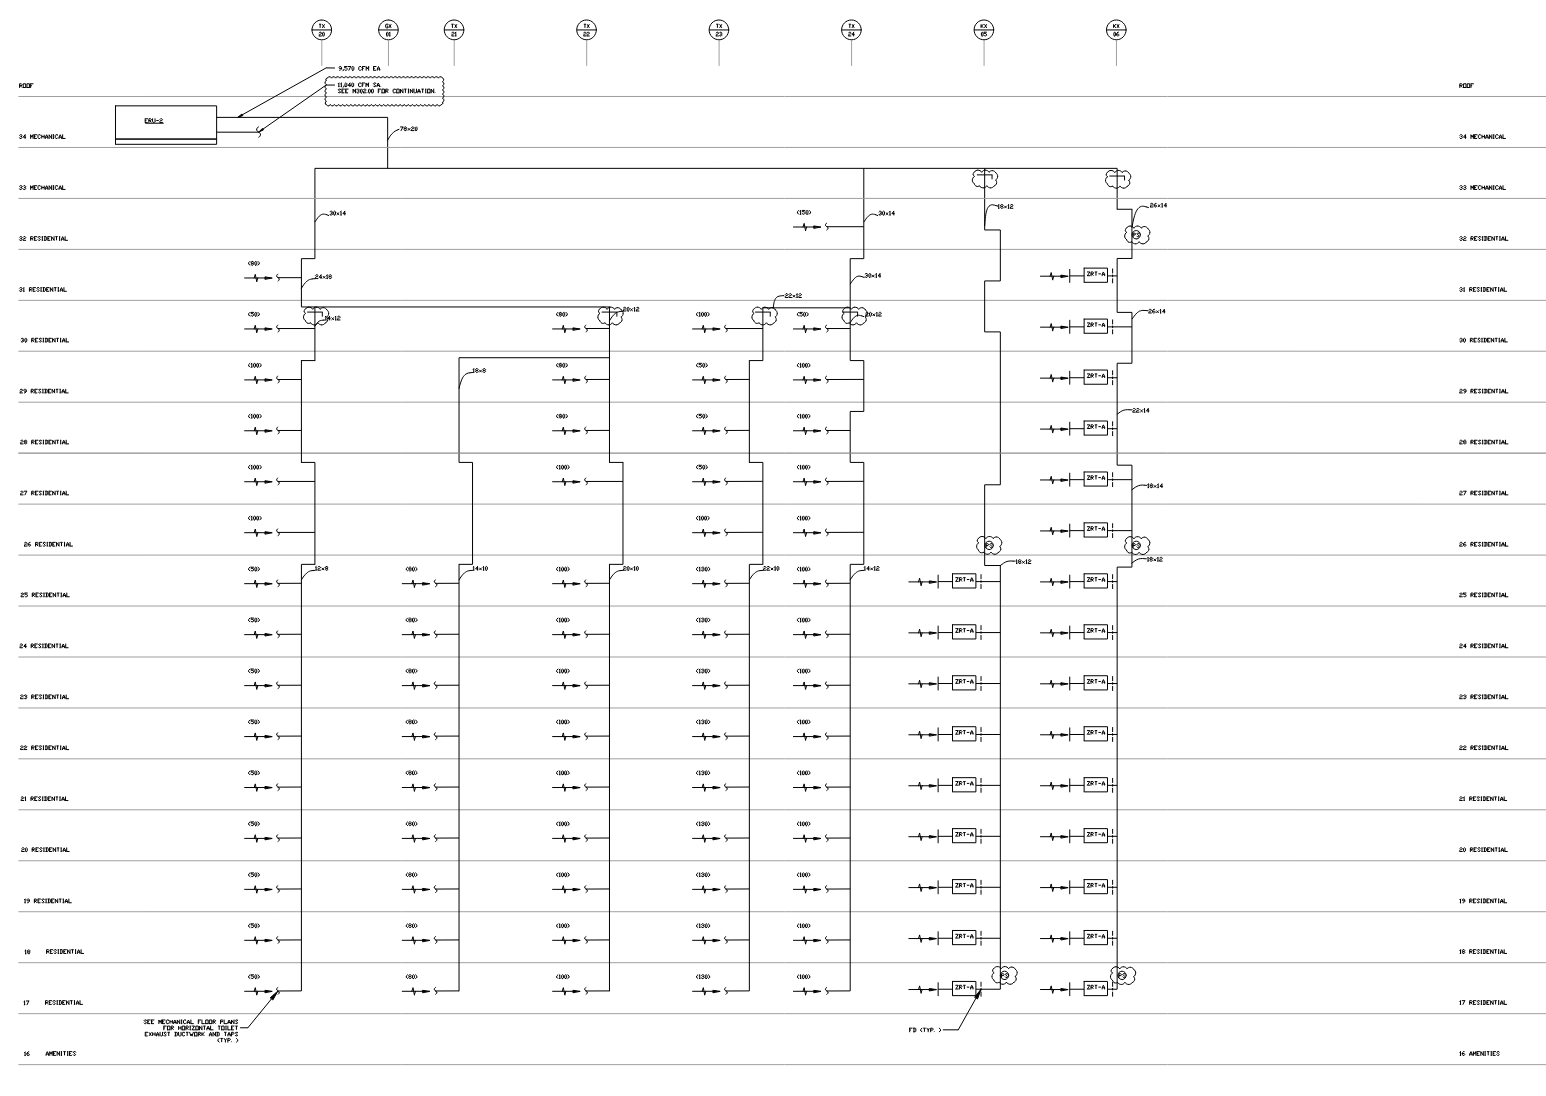 TX
20
GX
01
TX
21
TX
22
TX
23
TX
24
KX
05
KX
06
9,570 CFM EA
11,040 CFM SA
SEE M302.00 FOR CONTINUATION.
ROOF
ROOF
ERU-2
78x20
34 MECHANICAL
34 MECHANICAL
33 MECHANICAL
33 MECHANICAL
30x14
(150)
30x14
18x12
26x14
32 RESIDENTIAL
32 RESIDENTIAL
(80)
24x18
30x14
ZRT-A
31 RESIDENTIAL
31 RESIDENTIAL
22x12
(50)
14x12
(80)
20x12
(100)
(50)
20x12
26x14
ZRT-A
30 RESIDENTIAL
30 RESIDENTIAL
(100)
18x8
(80)
(50)
(100)
ZRT-A
29 RESIDENTIAL
29 RESIDENTIAL
(100)
(80)
(50)
(100)
22x14
ZRT-A
28 RESIDENTIAL
28 RESIDENTIAL
(100)
(100)
(50)
(100)
ZRT-A
18x14
27 RESIDENTIAL
27 RESIDENTIAL
(100)
(100)
(100)
ZRT-A
26 RESIDENTIAL
26 RESIDENTIAL
(50)
12x8
(80)
14x10
(100)
20x10
(130)
22x10
(100)
14x12
18x12
18x12
ZRT-A
ZRT-A
25 RESIDENTIAL
25 RESIDENTIAL
(50)
(80)
(100)
(130)
(100)
ZRT-A
ZRT-A
24 RESIDENTIAL
24 RESIDENTIAL
(50)
(80)
(100)
(130)
(100)
ZRT-A
ZRT-A
23 RESIDENTIAL
23 RESIDENTIAL
(50)
(80)
(100)
(130)
(100)
ZRT-A
ZRT-A
22 RESIDENTIAL
22 RESIDENTIAL
(50)
(80)
(100)
(130)
(100)
ZRT-A
ZRT-A
21 RESIDENTIAL
21 RESIDENTIAL
(50)
(80)
(100)
(130)
(100)
ZRT-A
ZRT-A
20 RESIDENTIAL
20 RESIDENTIAL
(50)
(80)
(100)
(130)
(100)
ZRT-A
ZRT-A
19 RESIDENTIAL
19 RESIDENTIAL
(50)
(80)
(100)
(130)
(100)
ZRT-A
ZRT-A
18 RESIDENTIAL
18 RESIDENTIAL
(50)
(80)
(100)
(130)
(100)
ZRT-A
ZRT-A
17 RESIDENTIAL
17 RESIDENTIAL
SEE MECHANICAL FLOOR PLANS
FOR HORIZONTAL TOILET
EXHAUST DUCTWORK AND TAPS
(TYP. )
FD (TYP. )
16 AMENITIES
16 AMENITIES